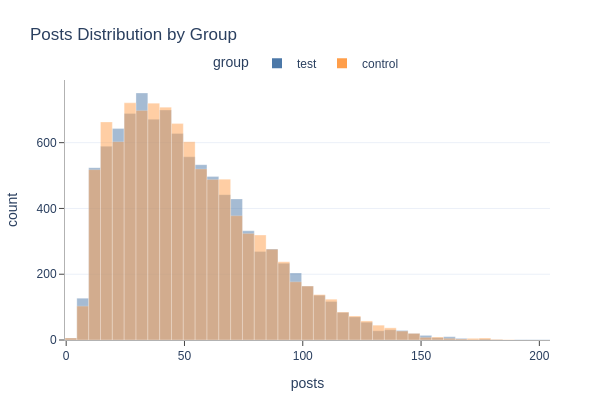 Posts Distribution by Group
group test control
600
400
200
0
count
0 50 100 150 200
posts